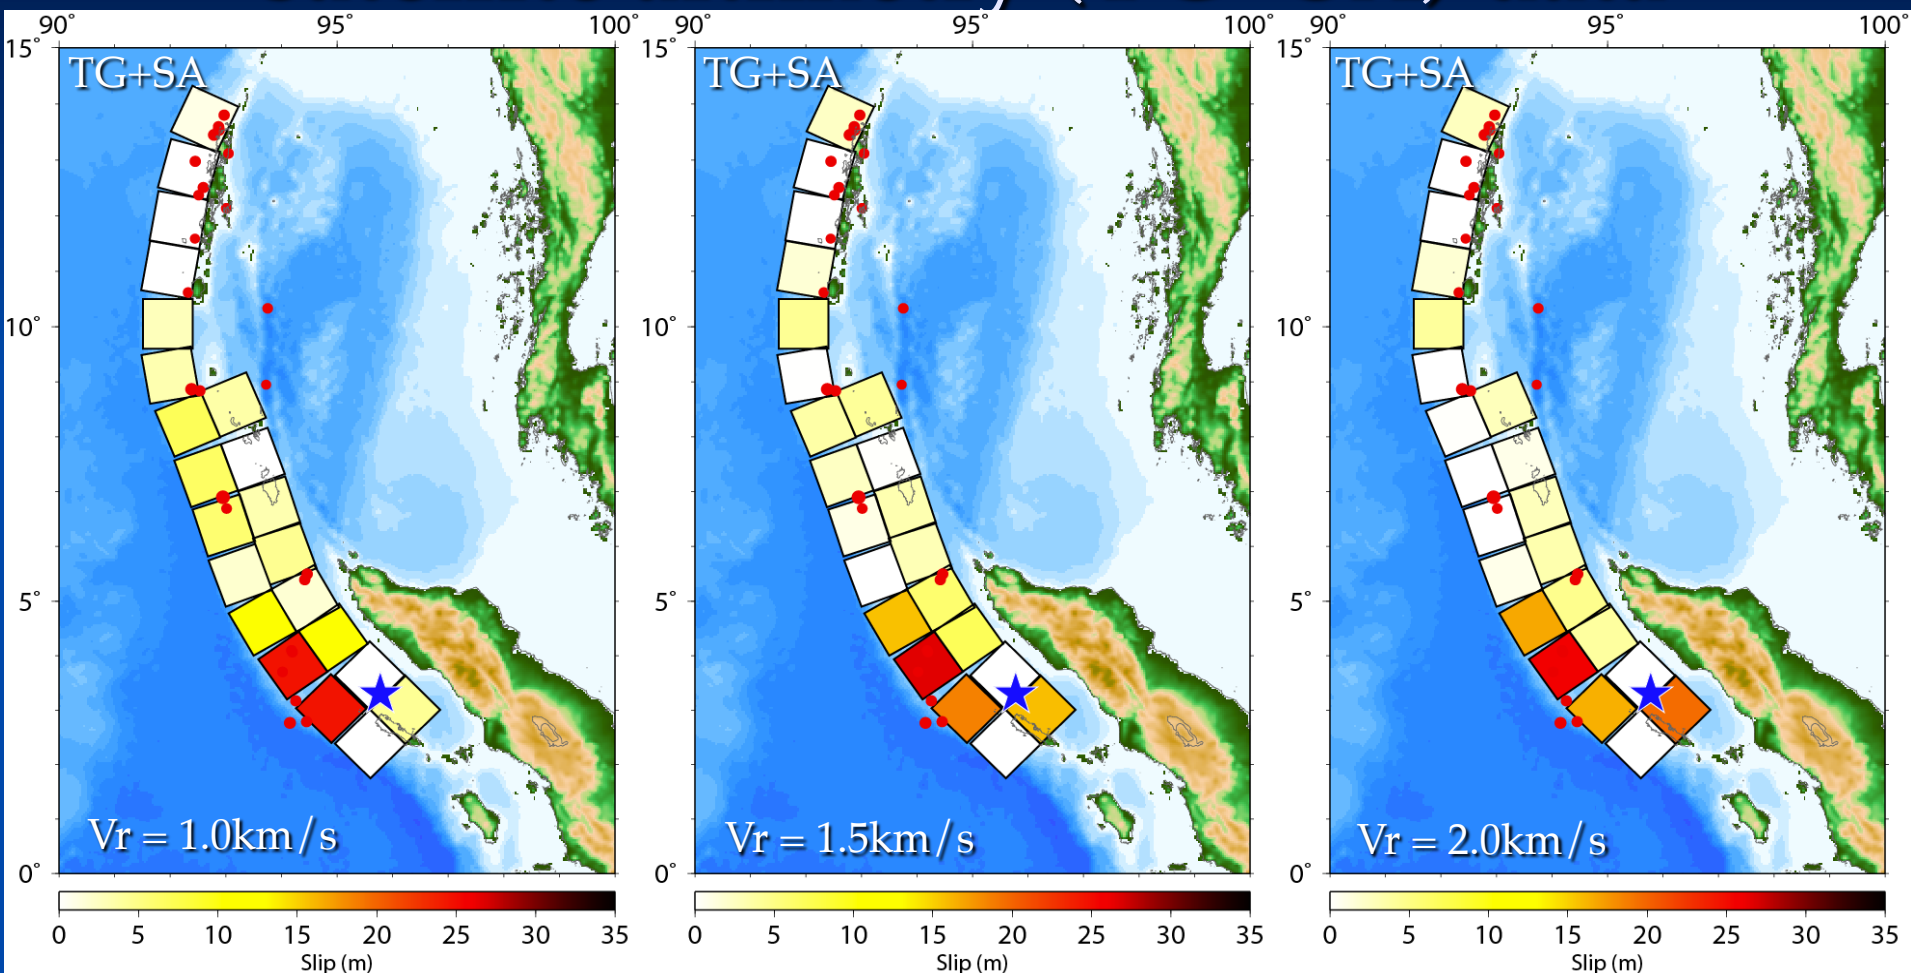 90° 95° 100° 90° 95° 100° 90° 95° 100°
15° 15° 15°
TG+SA TG+SA TG+SA
10° 10° 10°
5° 5° 5°
Vr = 1.0km/s Vr = 1.5km/s Vr = 2.0km/s
0° 0° 0°
0 5 10 15 20 25 30 35 0 5 10 15 20 25 30 35 0 5 10 15 20 25 30 35
Slip (m) Slip (m) Slip (m)